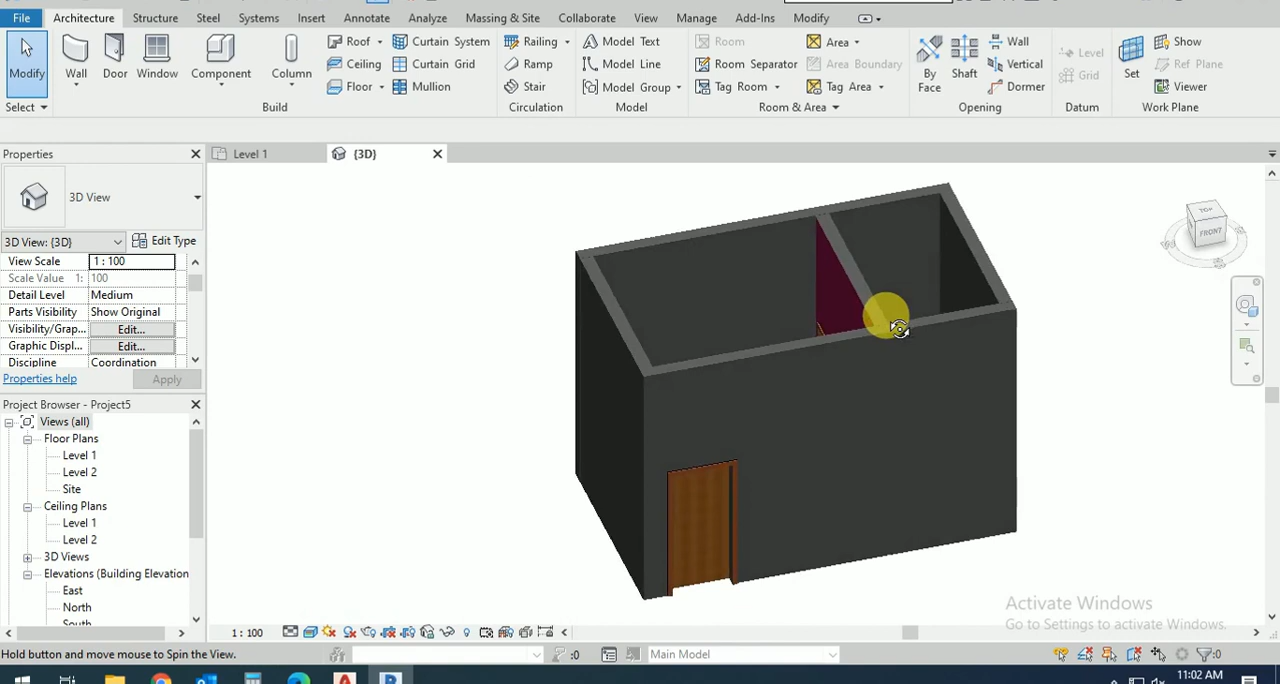 File Architecture Structure Steel Systems Insert Annotate Analyze Massing & Site Collaborate View Manage Add-Ins Modify
Modify Wall Door Window Component Column
Roof Curtain System Railing Model Text Room Area Wall Level Show
Ceiling Curtain Grid Ramp Model Line Room Separator Area Boundary By Face Shaft Vertical Grid Set Ref Plane
Floor Mullion Stair Model Group Tag Room Tag Area Dormer Viewer
Select Build Circulation Model Room & Area Opening Datum Work Plane
Properties Level 1 {3D}
3D View
3D View: {3D} Edit Type
View Scale 1 : 100
Scale Value 1: 100
Detail Level Medium
Parts Visibility Show Original
Visibility/Grap... Edit...
Graphic Displ... Edit...
Discipline Coordination
Properties help Apply
TOP
FRONT
Project Browser - Project5
Views (all)
Floor Plans
Level 1
Level 2
Site
Ceiling Plans
Level 1
Level 2
3D Views
Elevations (Building Elevation
East
North
South
Activate Windows
Go to Settings to activate Windows.
1 : 100
Hold button and move mouse to Spin the View. :0 Main Model :0
11:02 AM